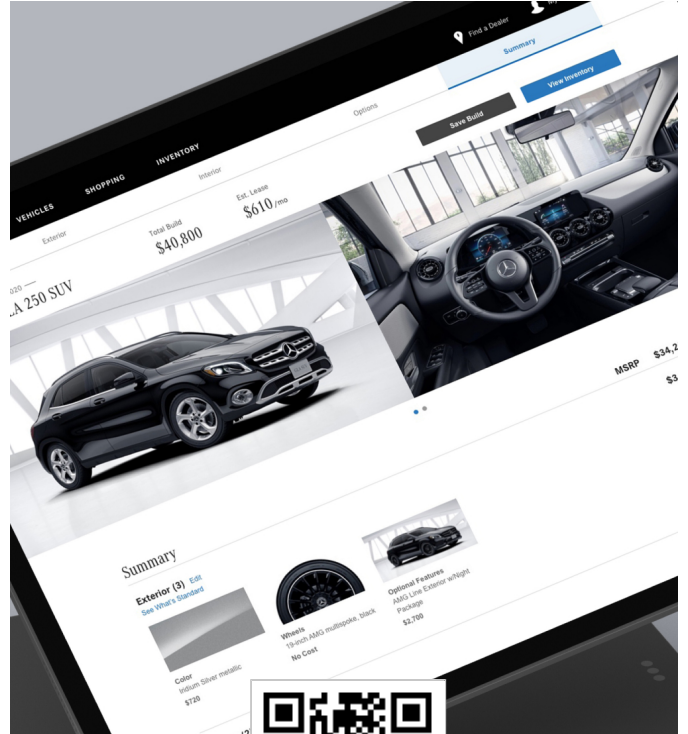 Find a Dealer
Summary
VEHICLES
SHOPPING
INVENTORY
Options
Save Build
View Inventory
Exterior
Interior
Total Build
$40,800
Est. Lease
$610/mo
A 250 SUV
MSRP
Summary
Exterior (3) Edit
See What's Standard
Color
Iridium Silver metallic
$720
Wheels
19-inch AMG multispoke, black
No Cost
Optional Features
AMG Line Exterior w/Night
Package
$2,700